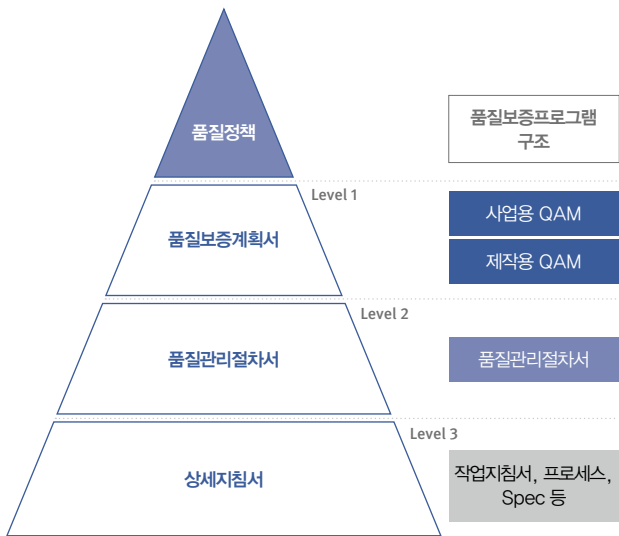 품질정책
품질보증프로그램
구조
Level 1
품질보증계획서
사업용 QAM
제작용 QAM
Level 2
품질관리절차서
품질관리절차서
Level 3
상세지침서
작업지침서, 프로세스,
Spec 등